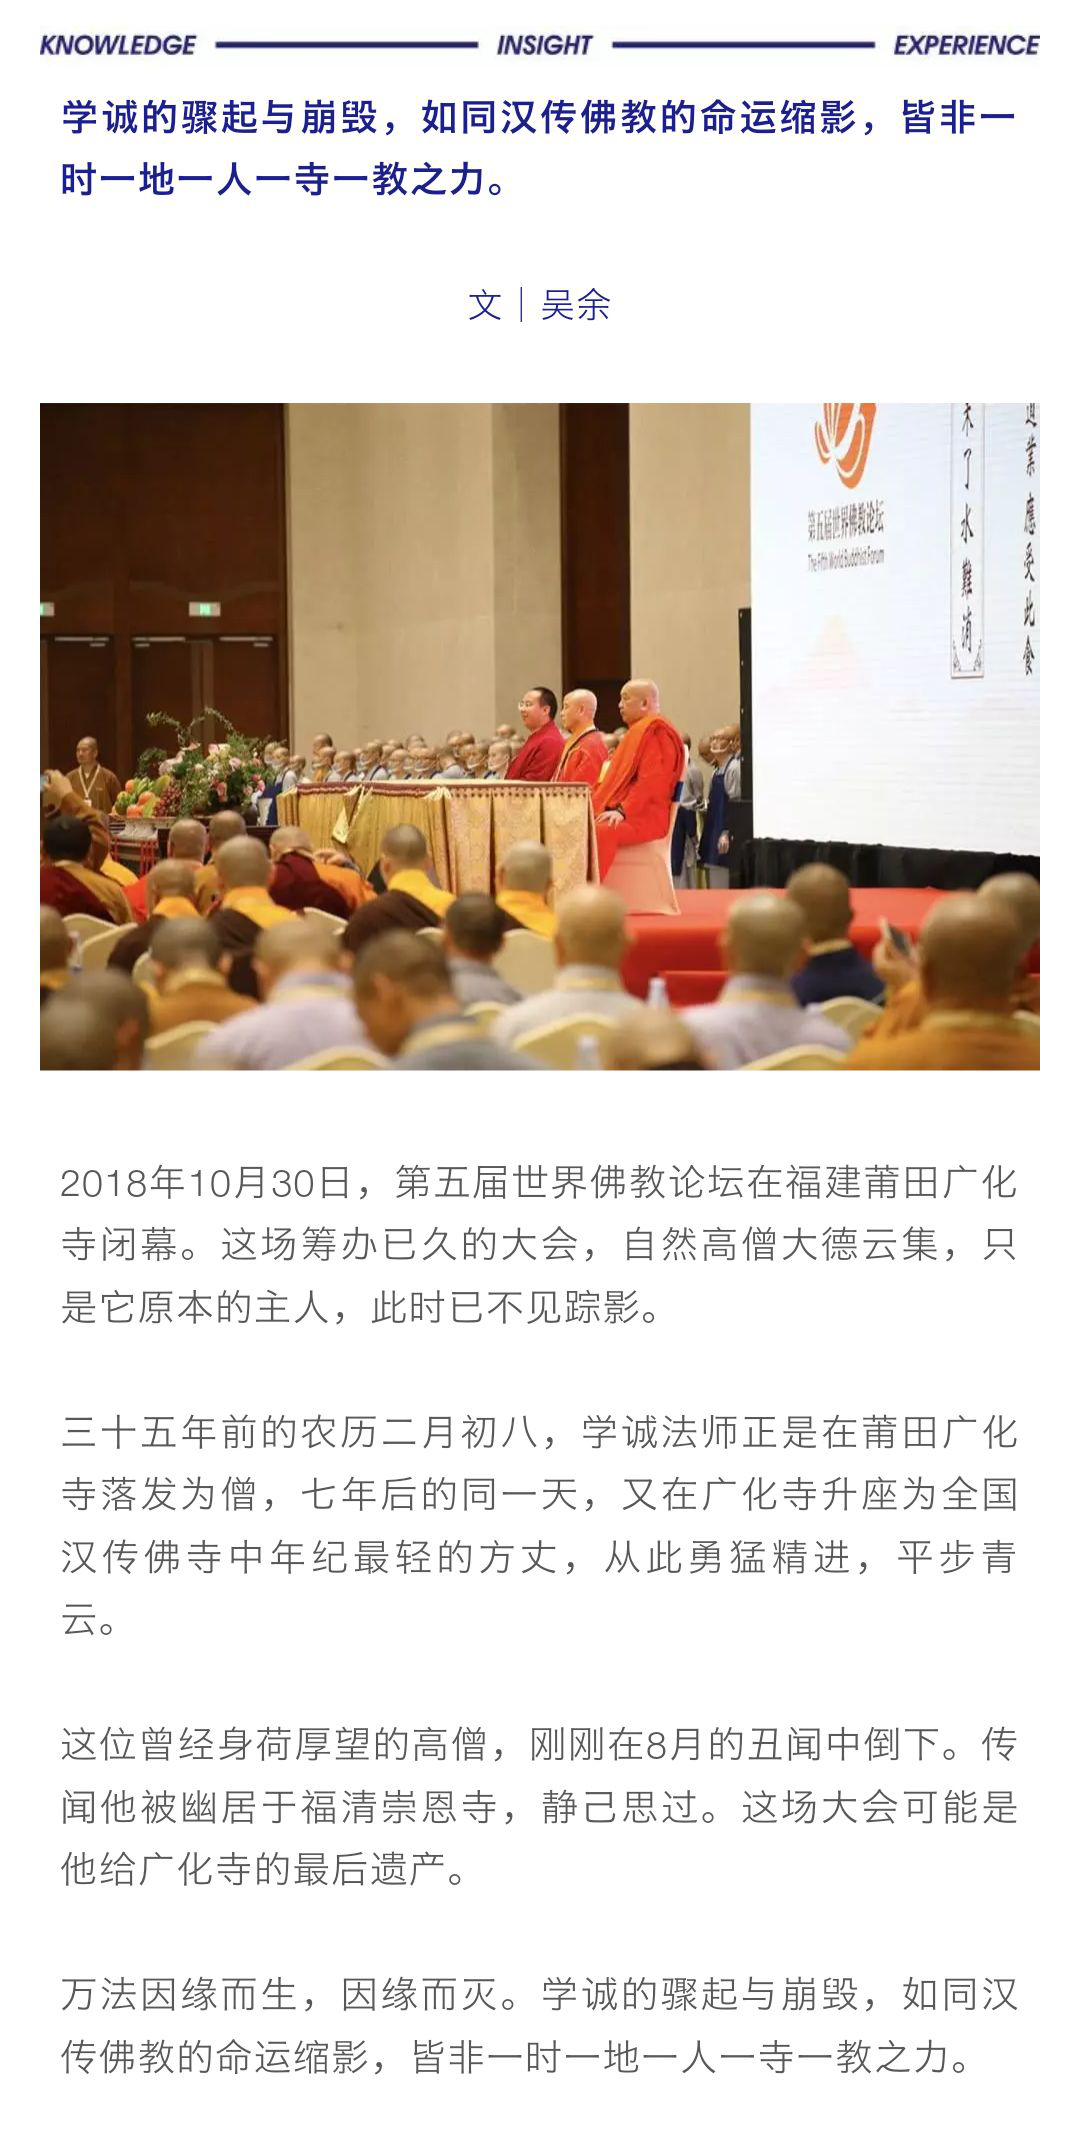 KNOWLEDGE INSIGHT EXPERIENCE
学诚的骤起与崩毁，如同汉传佛教的命运缩影，皆非一
时一地一人一寺一教之力。
文｜吴余
道業應受此食
未了水難消
第五届世界佛教论坛
The Fifth World Buddhist Forum
2018年10月30日，第五届世界佛教论坛在福建莆田广化
寺闭幕。这场筹办已久的大会，自然高僧大德云集，只
是它原本的主人，此时已不见踪影。
三十五年前的农历二月初八，学诚法师正是在莆田广化
寺落发为僧，七年后的同一天，又在广化寺升座为全国
汉传佛寺中年纪最轻的方丈，从此勇猛精进，平步青
云。
这位曾经身荷厚望的高僧，刚刚在8月的丑闻中倒下。传
闻他被幽居于福清崇恩寺，静己思过。这场大会可能是
他给广化寺的最后遗产。
万法因缘而生，因缘而灭。学诚的骤起与崩毁，如同汉
传佛教的命运缩影，皆非一时一地一人一寺一教之力。